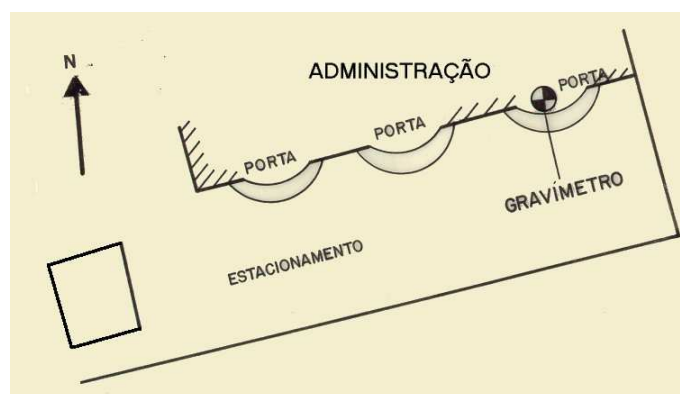 N
ADMINISTRAÇÃO
PORTA
PORTA
PORTA
GRAVÍMETRO
ESTACIONAMENTO